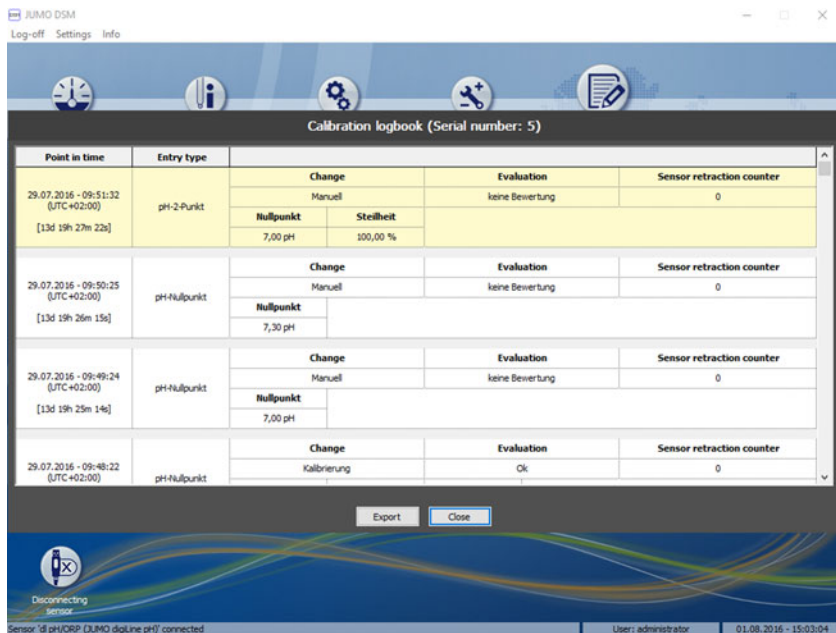 DSM JUMO DSM
Log-off Settings Info
Calibration logbook (Serial number: 5)
Point in time Entry type
Change Evaluation Sensor retraction counter
29.07.2016 - 09:51:32
(UTC+02:00)
[13d 19h 27m 22s]
pH-2-Punkt
Manuell keine Bewertung 0
Nullpunkt Steilheit
7,00 pH 100,00 %
Change Evaluation Sensor retraction counter
29.07.2016 - 09:50:25
(UTC+02:00)
[13d 19h 26m 15s]
pH-Nullpunkt
Manuell keine Bewertung 0
Nullpunkt
7,30 pH
Change Evaluation Sensor retraction counter
29.07.2016 - 09:49:24
(UTC+02:00)
[13d 19h 25m 14s]
pH-Nullpunkt
Manuell keine Bewertung 0
Nullpunkt
7,00 pH
Change Evaluation Sensor retraction counter
29.07.2016 - 09:48:22
(UTC+02:00)
pH-Nullpunkt
Kalibrierung Ok 0
Export Close
Disconnecting
sensor
Sensor 'dl pH/ORP (JUMO digiLine pH)' connected User: administrator 01.08.2016 - 15:03:04